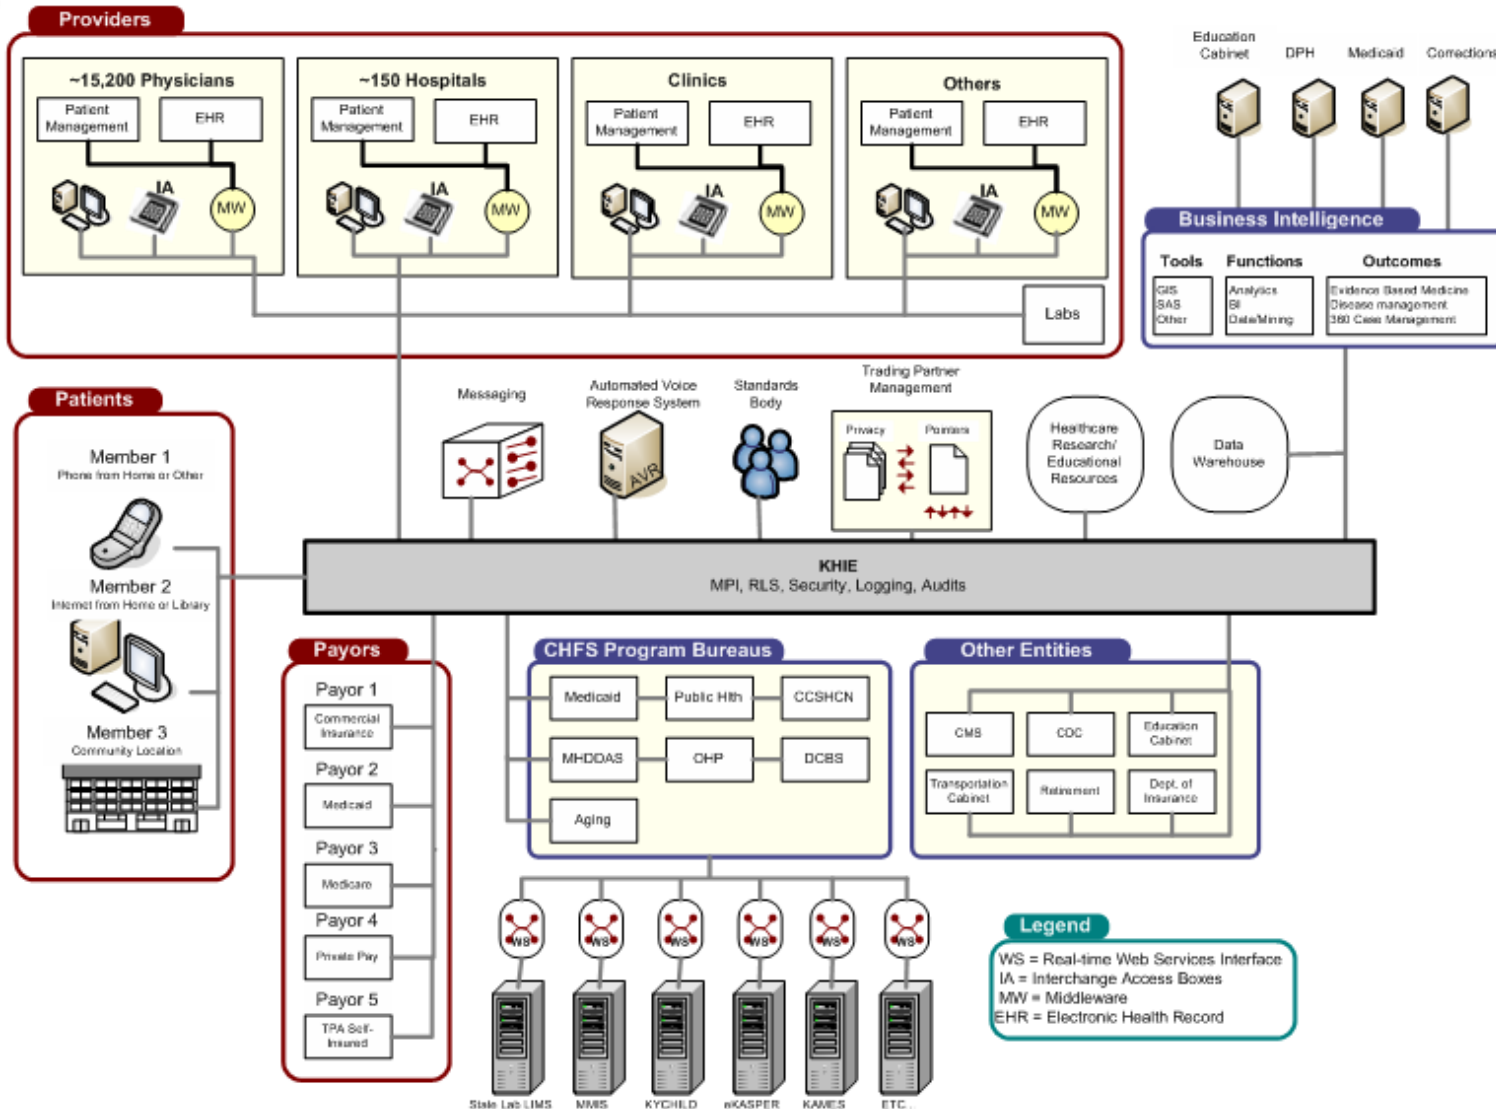 Providers
~15,200 Physicians
Patient
Management
EHR
IA
MW
~150 Hospitals
Patient
Management
EHR
IA
MW
Clinics
Patient
Management
EHR
IA
MW
Others
Patient
Management
EHR
IA
MW
Labs
Education
Cabinet
DPH
Medicaid
Corrections
Business Intelligence
Tools
GIS
SAS
Other
Functions
Analytics
BI
Data/Mining
Outcomes
Evidence Based Medicine
Disease management
360 Case Management
Patients
Member 1
Phone from Home or Other
Member 2
Internet from Home or Library
Member 3
Community Location
Messaging
Automated Voice
Response System
AVR
Standards
Body
Trading Partner
Management
Privacy
Pointers
Healthcare
Research/
Educational
Resources
Data
Warehouse
KHIE
MPI, RLS, Security, Logging, Audits
Payors
Payor 1
Commercial
Insurance
Payor 2
Medicaid
Payor 3
Medicare
Payor 4
Private Pay
Payor 5
TPA Self-
Insured
CHFS Program Bureaus
Medicaid
Public Hlth
CCSHCN
MHDDAS
OHP
DCBS
Aging
Other Entities
CMS
CDC
Education
Cabinet
Transportation
Cabinet
Retirement
Dept. of
Insurance
WS
WS
WS
WS
WS
WS
State Lab LIMS
MMIS
KYCHILD
eKASPER
KAMES
ETC...
Legend
WS = Real-time Web Services Interface
IA = Interchange Access Boxes
MW = Middleware
EHR = Electronic Health Record